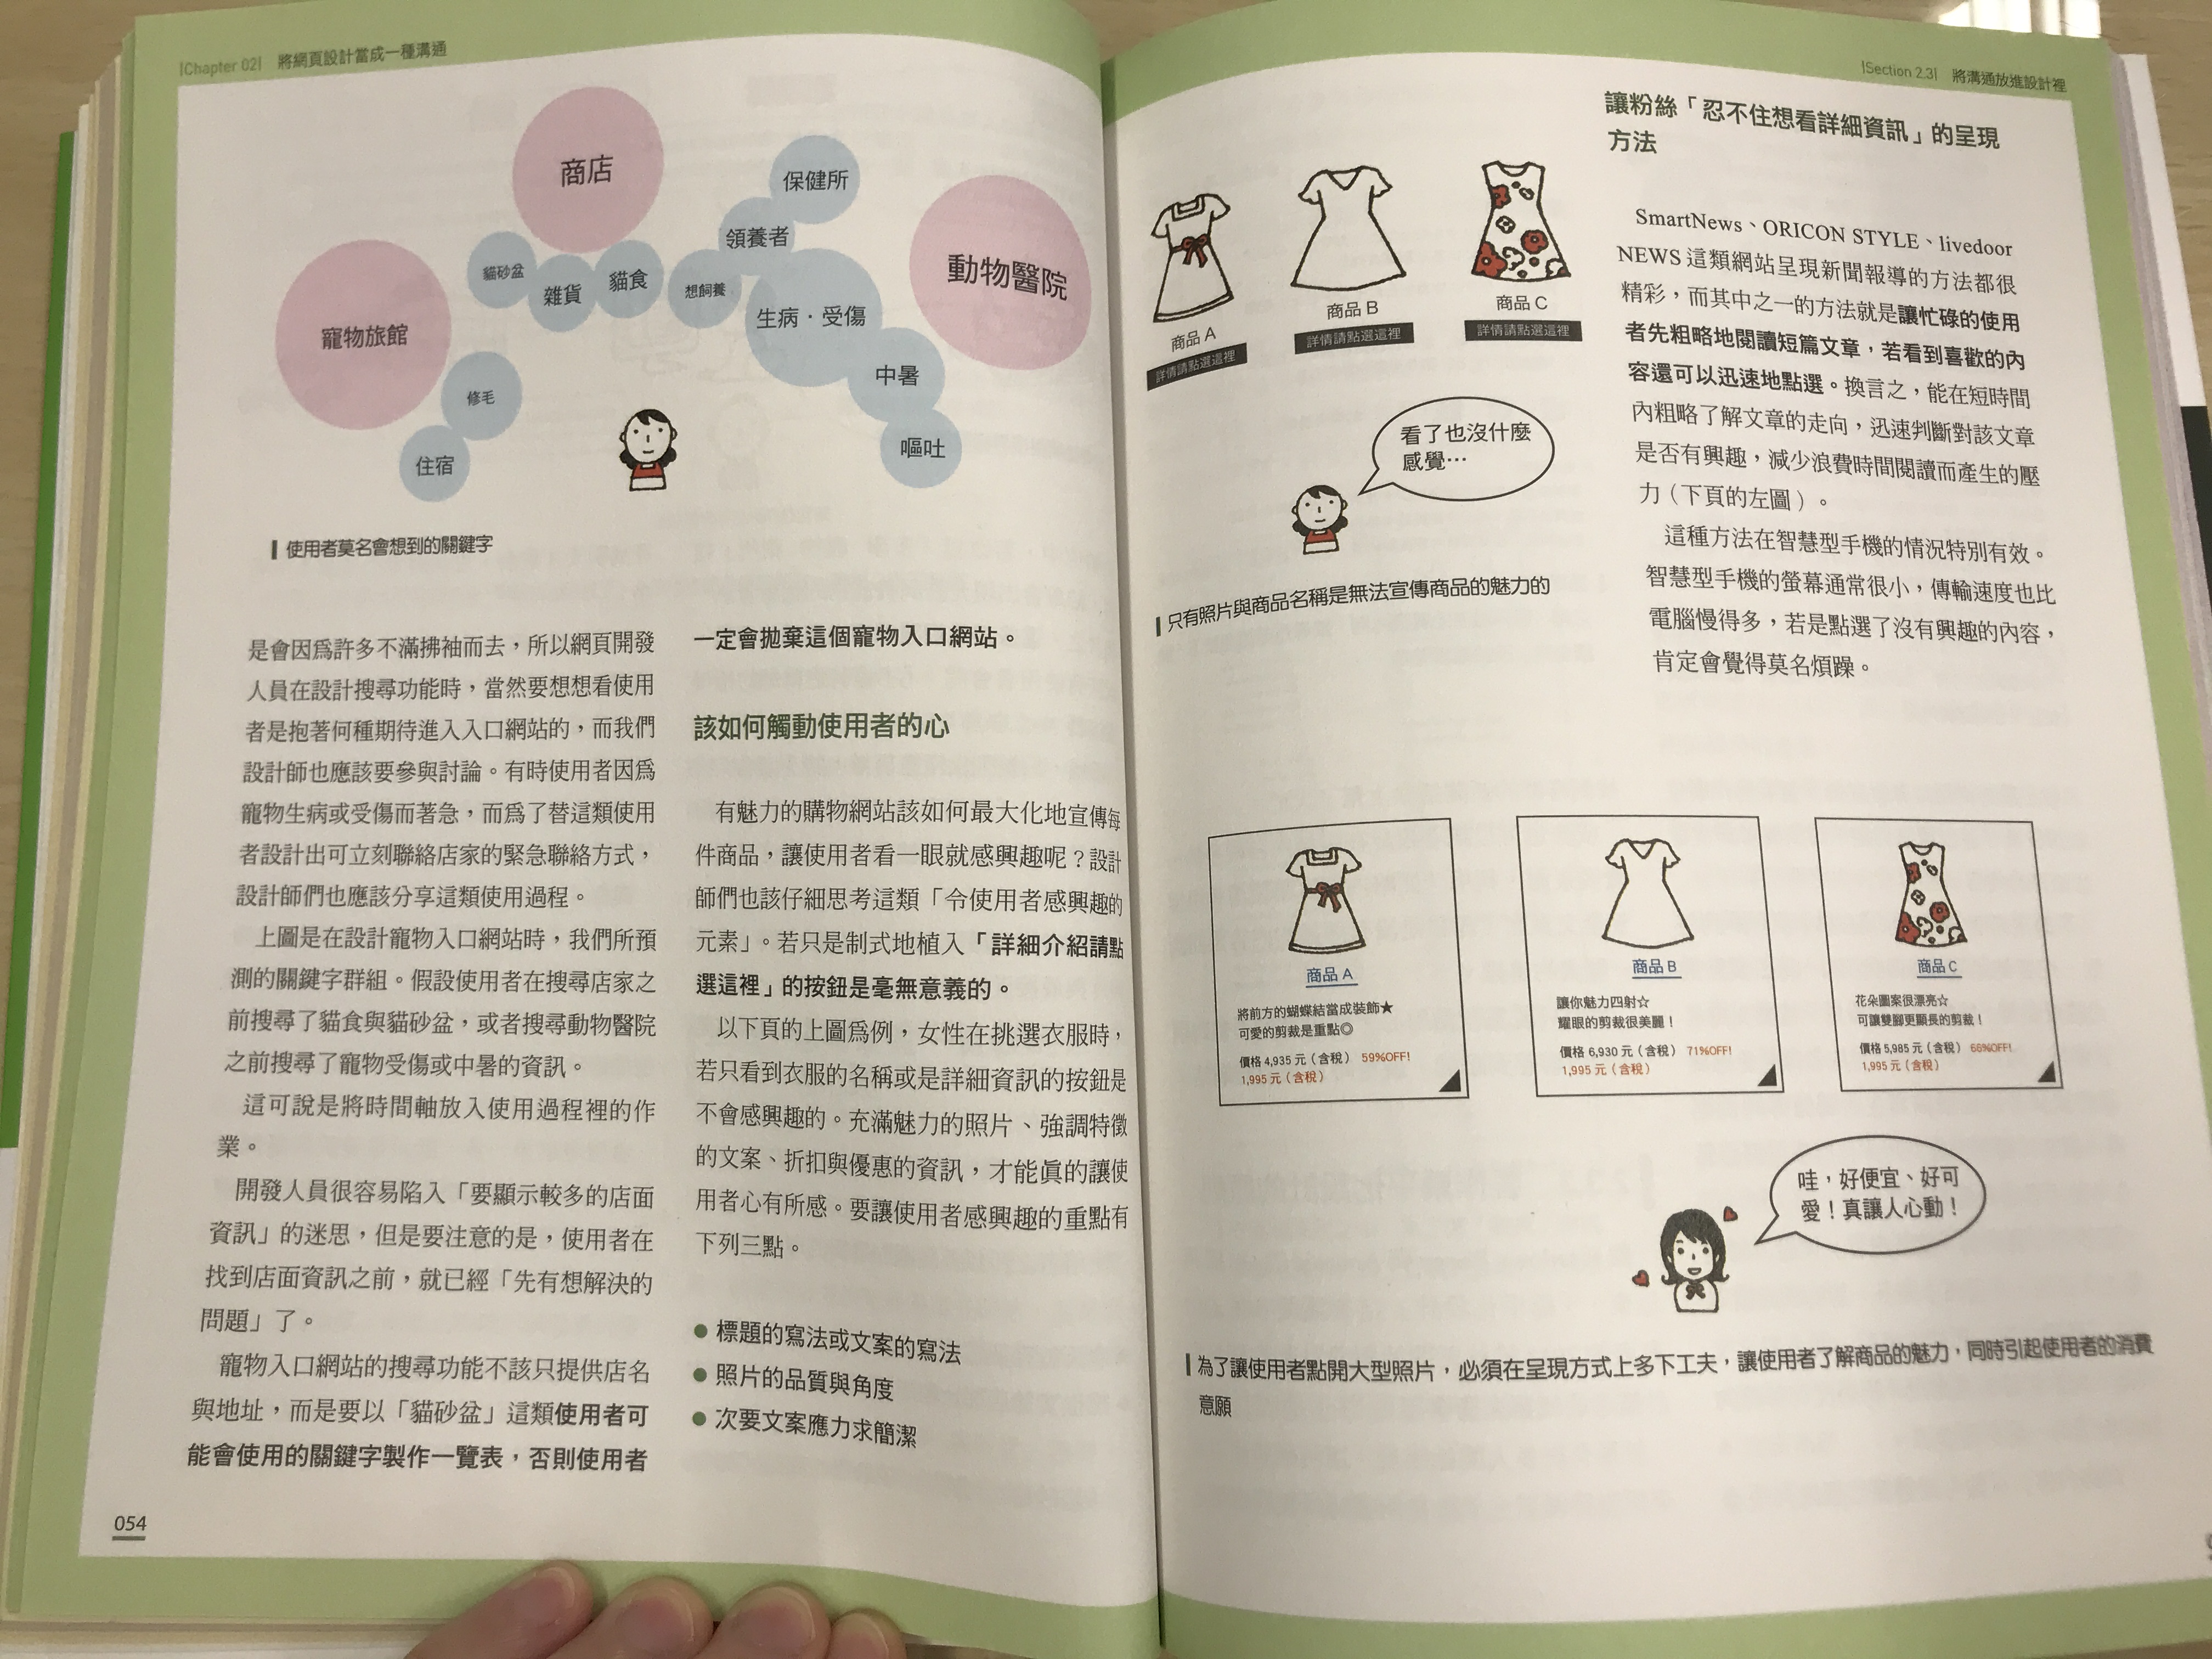 |Chapter 02| 將網頁設計當成一種溝通
商店
保健所
領養者
動物醫院
貓砂盆
雜貨
貓食
想飼養
生病・受傷
寵物旅館
中暑
修毛
嘔吐
住宿
使用者莫名會想到的關鍵字
是會因為許多不滿拂袖而去，所以網頁開發
人員在設計搜尋功能時，當然要想想看使用
者是抱著何種期待進入入口網站的，而我們
設計師也應該要參與討論。有時使用者因為
寵物生病或受傷而著急，而為了替這類使用
者設計出可立刻聯絡店家的緊急聯絡方式，
設計師們也應該分享這類使用過程。
上圖是在設計寵物入口網站時，我們所預
測的關鍵字群組。假設使用者在搜尋店家之
前搜尋了貓食與貓砂盆，或者搜尋動物醫院
之前搜尋了寵物受傷或中暑的資訊。
這可說是將時間軸放入使用過程裡的作
業。
開發人員很容易陷入「要顯示較多的店面
資訊」的迷思，但是要注意的是，使用者在
找到店面資訊之前，就已經「先有想解決的
問題」了。
寵物入口網站的搜尋功能不該只提供店名
與地址，而是要以「貓砂盆」這類使用者可
能會使用的關鍵字製作一覽表，否則使用者
一定會拋棄這個寵物入口網站。
該如何觸動使用者的心
有魅力的購物網站該如何最大化地宣傳每
件商品，讓使用者看一眼就感興趣呢？設計
師們也該仔細思考這類「令使用者感興趣的
元素」。若只是制式地植入「詳細介紹請點
選這裡」的按鈕是毫無意義的。
以下頁的上圖為例，女性在挑選衣服時，
若只看到衣服的名稱或是詳細資訊的按鈕是
不會感興趣的。充滿魅力的照片、強調特徵
的文案、折扣與優惠的資訊，才能真的讓使
用者心有所感。要讓使用者感興趣的重點有
下列三點。
● 標題的寫法或文案的寫法
● 照片的品質與角度
● 次要文案應力求簡潔
054
|Section 2.3| 將溝通放進設計裡
商品 A
詳情請點選這裡
商品 B
詳情請點選這裡
商品 C
詳情請點選這裡
看了也沒什麼
感覺…
只有照片與商品名稱是無法宣傳商品的魅力的
讓粉絲「忍不住想看詳細資訊」的呈現
方法
SmartNews、ORICON STYLE、livedoor
NEWS 這類網站呈現新聞報導的方法都很
精彩，而其中之一的方法就是讓忙碌的使用
者先粗略地閱讀短篇文章，若看到喜歡的內
容還可以迅速地點選。換言之，能在短時間
內粗略了解文章的走向，迅速判斷對該文章
是否有興趣，減少浪費時間閱讀而產生的壓
力（下頁的左圖）。
這種方法在智慧型手機的情況特別有效。
智慧型手機的螢幕通常很小，傳輸速度也比
電腦慢得多，若是點選了沒有興趣的內容，
肯定會覺得莫名煩躁。
商品 A
將前方的蝴蝶結當成裝飾★
可愛的剪裁是重點◎
價格 4,935 元（含稅） 59%OFF!
1,995 元（含稅）
商品 B
讓你魅力四射☆
耀眼的剪裁很美麗！
價格 6,930 元（含稅） 71%OFF!
1,995 元（含稅）
商品 C
花朵圖案很漂亮☆
可讓雙腳更顯長的剪裁！
價格 5,985 元（含稅） 66%OFF!
1,995 元（含稅）
哇，好便宜、好可
愛！真讓人心動！
為了讓使用者點開大型照片，必須在呈現方式上多下工夫，讓使用者了解商品的魅力，同時引起使用者的消費
意願